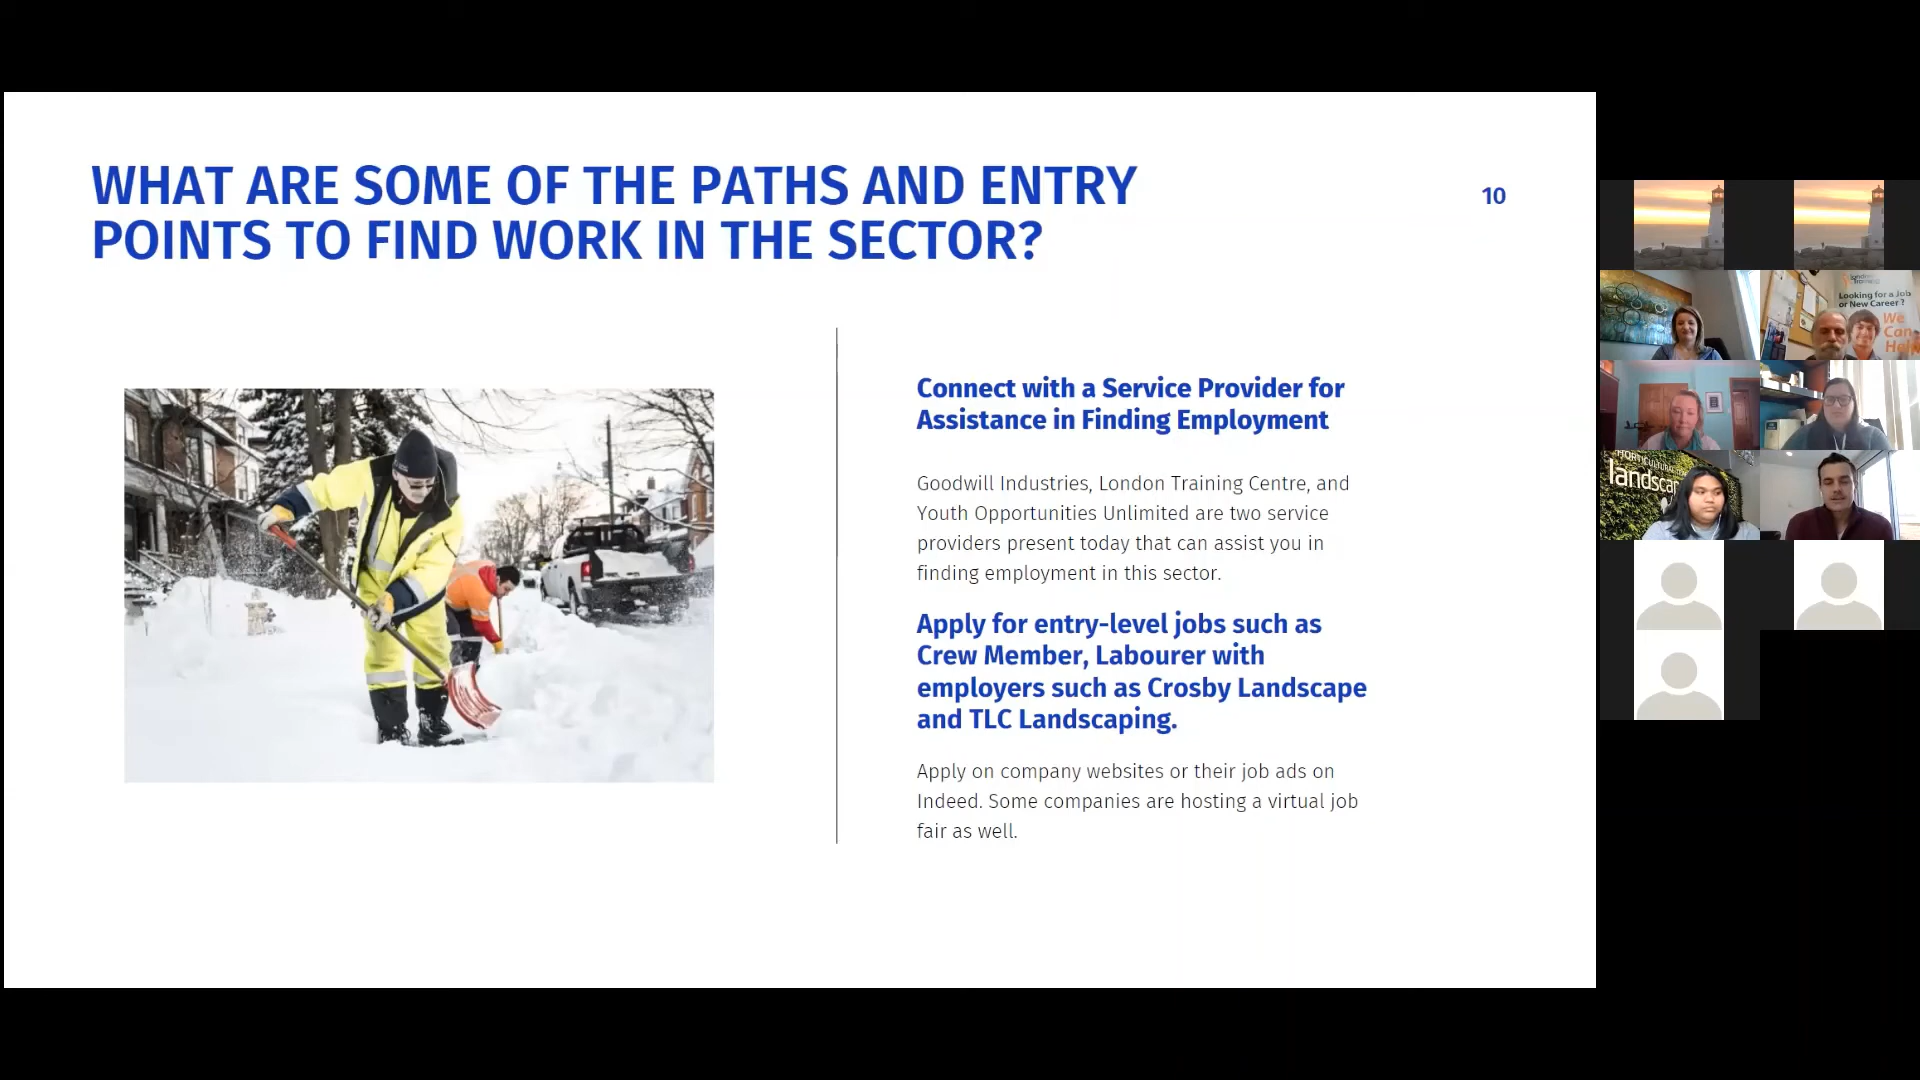 WHAT ARE SOME OF THE PATHS AND ENTRY
POINTS TO FIND WORK IN THE SECTOR?
10
Connect with a Service Provider for
Assistance in Finding Employment
Goodwill Industries, London Training Centre, and
Youth Opportunities Unlimited are two service
providers present today that can assist you in
finding employment in this sector.
Apply for entry-level jobs such as
Crew Member, Labourer with
employers such as Crosby Landscape
and TLC Landscaping.
Apply on company websites or their job ads on
Indeed. Some companies are hosting a virtual job
fair as well.
Looking for a Job
or New Career?
We
Can
Help